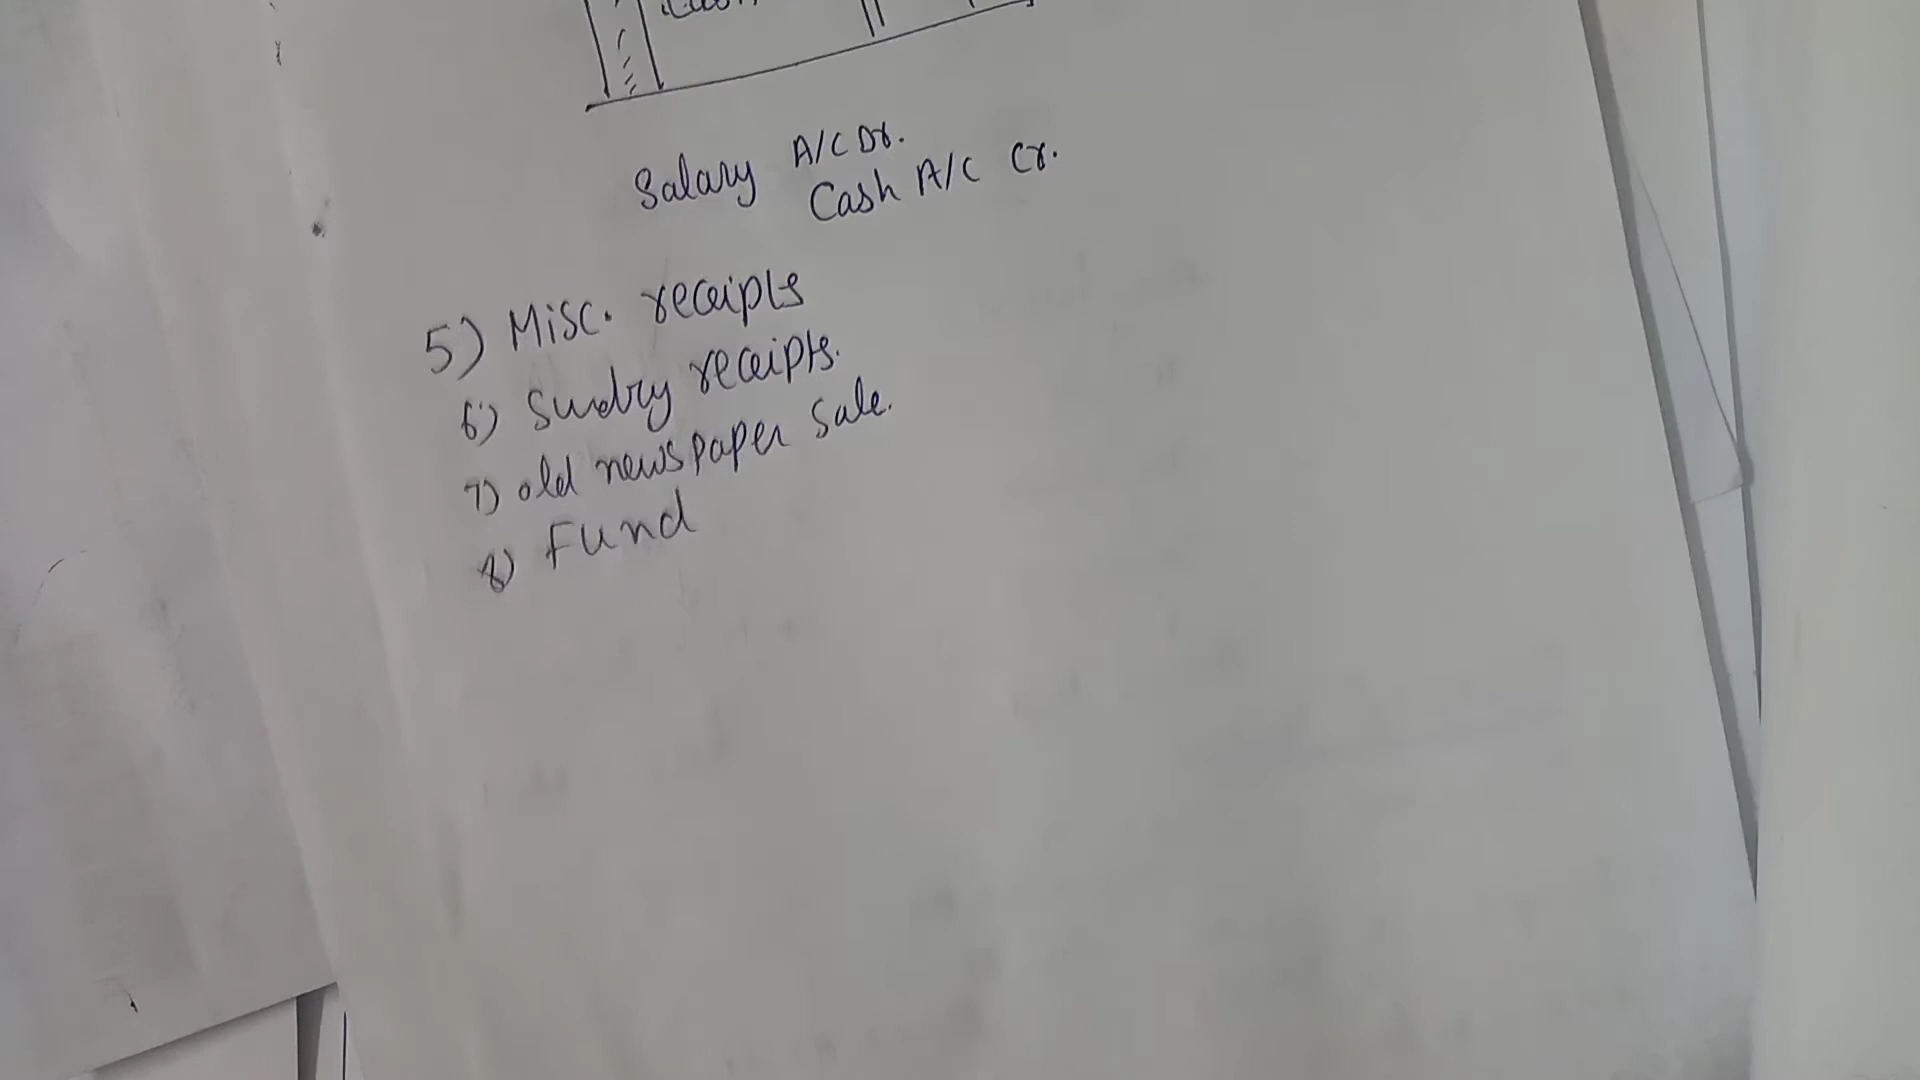 Salary A/C Dr.
Cash A/C Cr.
5) Misc. receipts
6) Sundry receipts.
7) old newspaper sale.
8) Fund